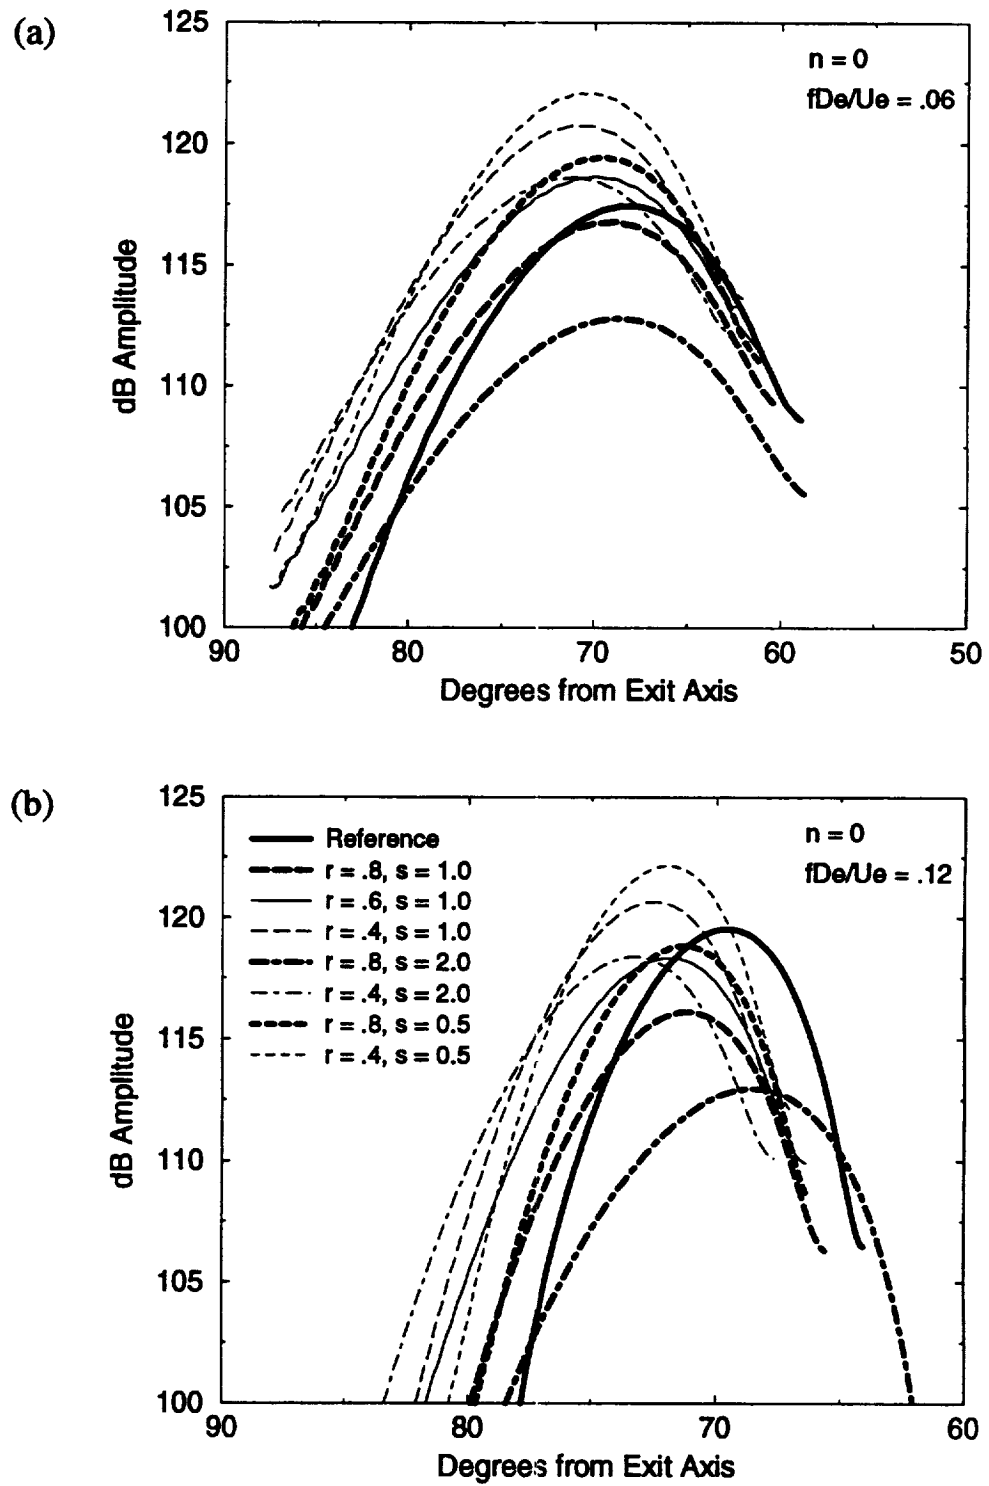 (a)
125
120
115
110
105
100
dB Amplitude
n = 0
fDe/Ue = .06
90
80
70
60
50
Degrees from Exit Axis
(b)
125
120
115
110
105
100
dB Amplitude
Reference
r = .8, s = 1.0
r = .6, s = 1.0
r = .4, s = 1.0
r = .8, s = 2.0
r = .4, s = 2.0
r = .8, s = 0.5
r = .4, s = 0.5
n = 0
fDe/Ue = .12
90
80
70
60
Degrees from Exit Axis